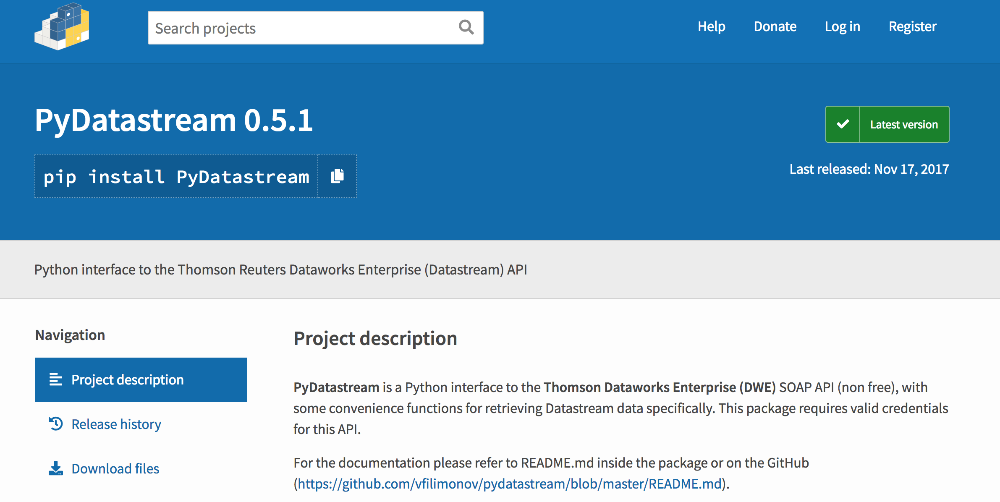 Search projects
Help
Donate
Log in
Register
PyDatastream 0.5.1
Latest version
pip install PyDatastream
Last released: Nov 17, 2017
Python interface to the Thomson Reuters Dataworks Enterprise (Datastream) API
Navigation
Project description
Release history
Download files
Project description
PyDatastream is a Python interface to the Thomson Dataworks Enterprise (DWE) SOAP API (non free), with
some convenience functions for retrieving Datastream data specifically. This package requires valid credentials
for this API.
For the documentation please refer to README.md inside the package or on the GitHub
(https://github.com/vfilimonov/pydatastream/blob/master/README.md).